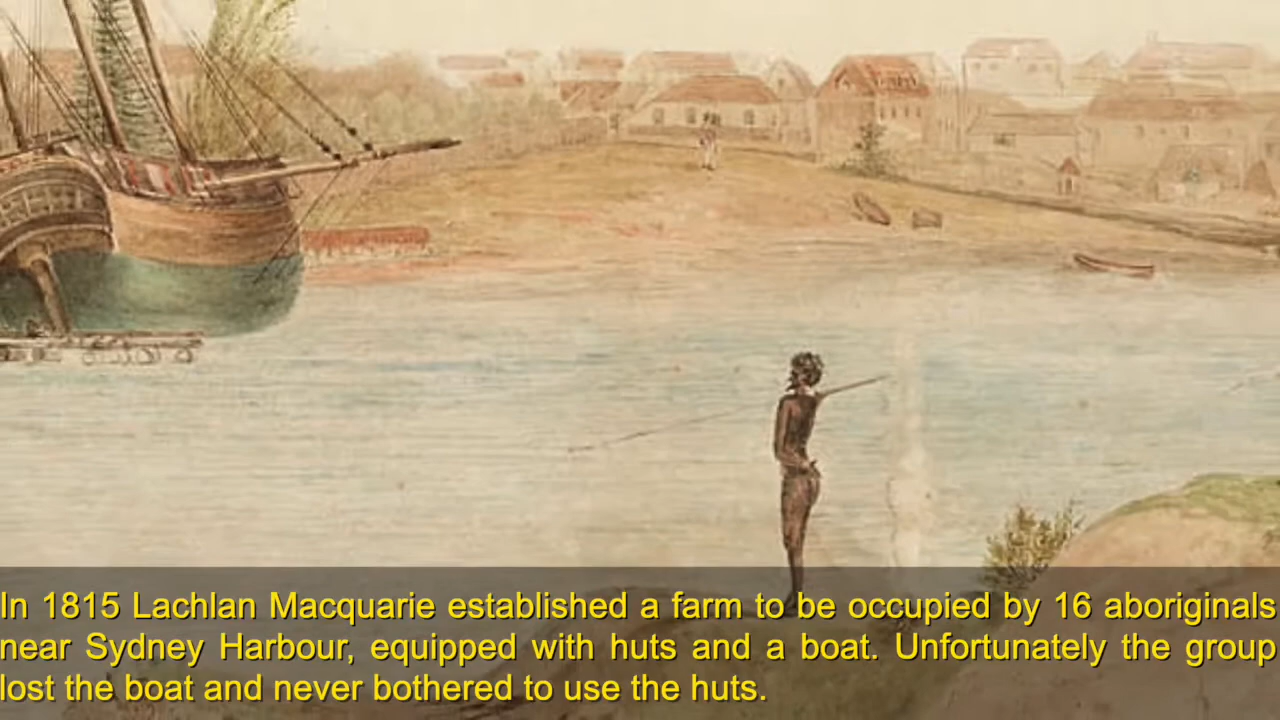 In 1815 Lachlan Macquarie established a farm to be occupied by 16 aboriginals
near Sydney Harbour, equipped with huts and a boat. Unfortunately the group
lost the boat and never bothered to use the huts.